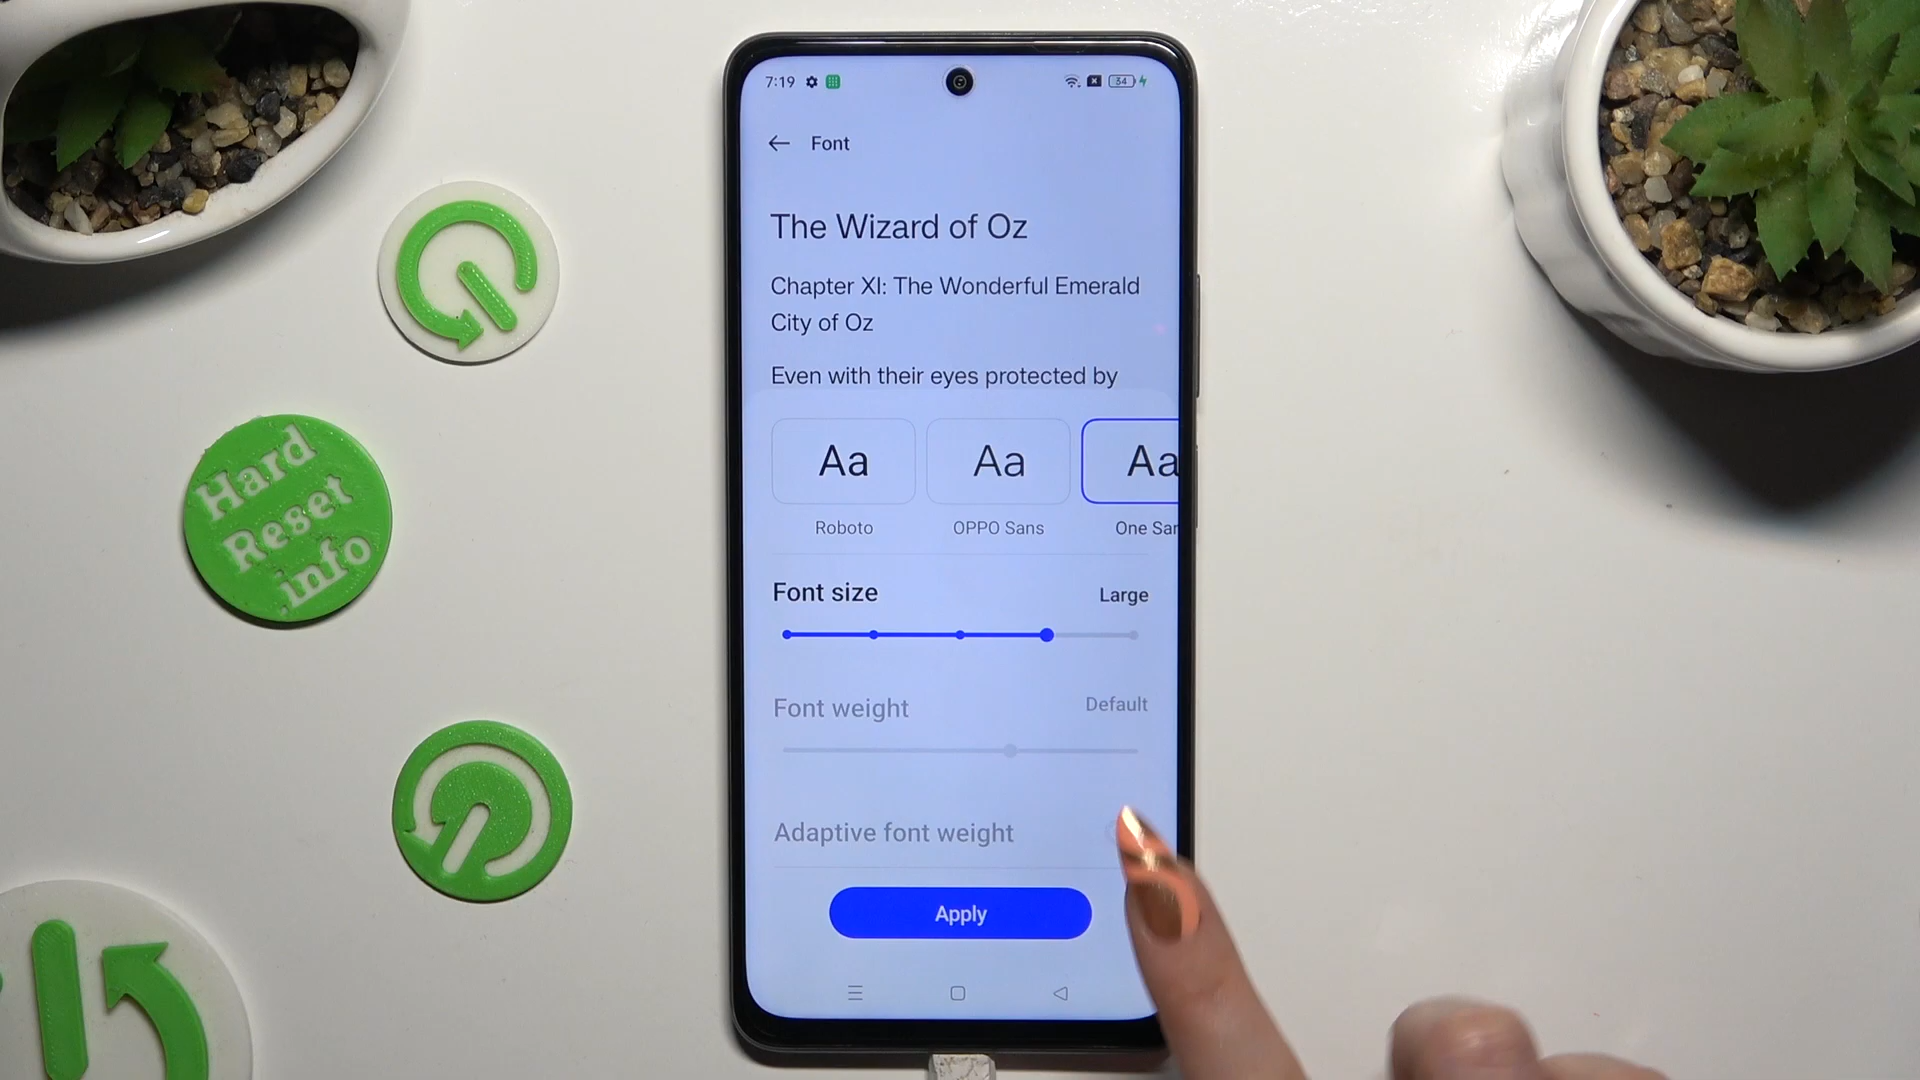 7:19
34
Font
The Wizard of Oz
Chapter XI: The Wonderful Emerald
City of Oz
Even with their eyes protected by
Aa Aa Aa
Roboto OPPO Sans One
Font size Large
Font weight Default
Adaptive font weight
Apply
Hard
Reset
.info